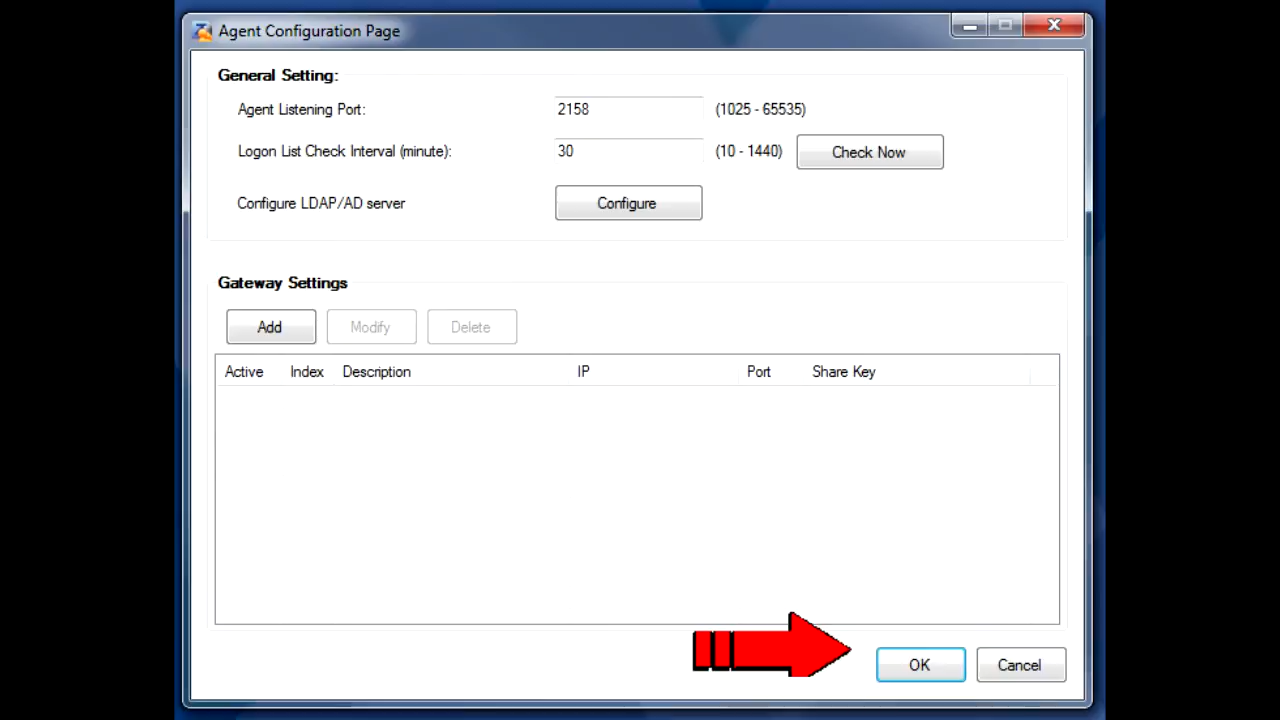 Agent Configuration Page
General Setting:
Agent Listening Port: 2158 (1025 - 65535)
Logon List Check Interval (minute): 30 (10 - 1440) Check Now
Configure LDAP/AD server Configure
Gateway Settings
Add Modify Delete
Active Index Description IP Port Share Key
OK Cancel